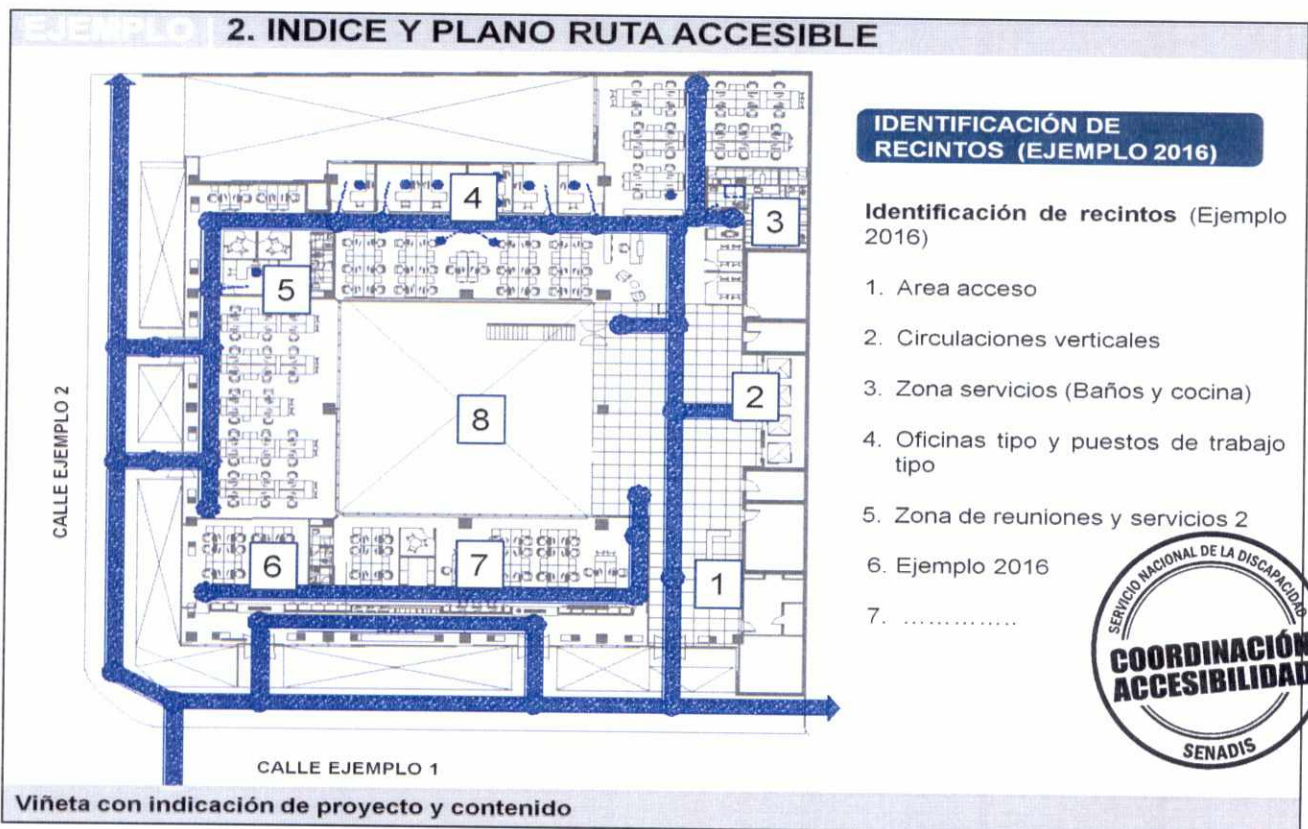 EJEMPLO
2. INDICE Y PLANO RUTA ACCESIBLE
4
3
5
2
8
6
7
1
CALLE EJEMPLO 2
CALLE EJEMPLO 1
IDENTIFICACIÓN DE
RECINTOS (EJEMPLO 2016)
Identificación de recintos (Ejemplo
2016)
1. Area acceso
2. Circulaciones verticales
3. Zona servicios (Baños y cocina)
4. Oficinas tipo y puestos de trabajo
tipo
5. Zona de reuniones y servicios 2
6. Ejemplo 2016
7. .............
SERVICIO NACIONAL DE LA DISCAPACIDAD
COORDINACIÓN
ACCESIBILIDAD
SENADIS
Viñeta con indicación de proyecto y contenido